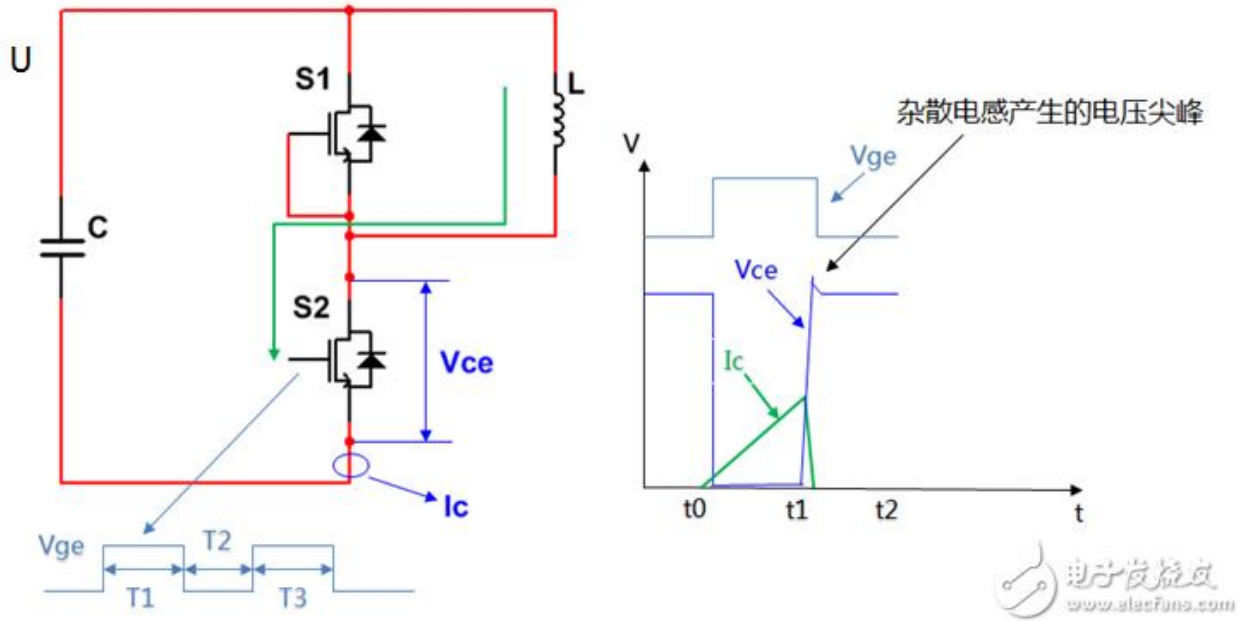 U
S1
L
C
S2
Vce
Ic
Vge
T1
T2
T3
杂散电感产生的电压尖峰
V
Vge
Vce
Ic
t0
t1
t2
t
电子发烧友
www.elecfans.com